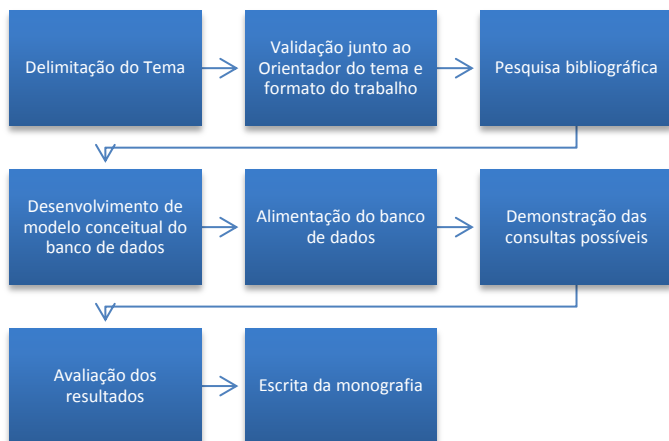 Delimitação do Tema
Validação junto ao
Orientador do tema e
formato do trabalho
Pesquisa bibliográfica
Desenvolvimento de
modelo conceitual do
banco de dados
Alimentação do banco
de dados
Demonstração das
consultas possíveis
Avaliação dos
resultados
Escrita da monografia